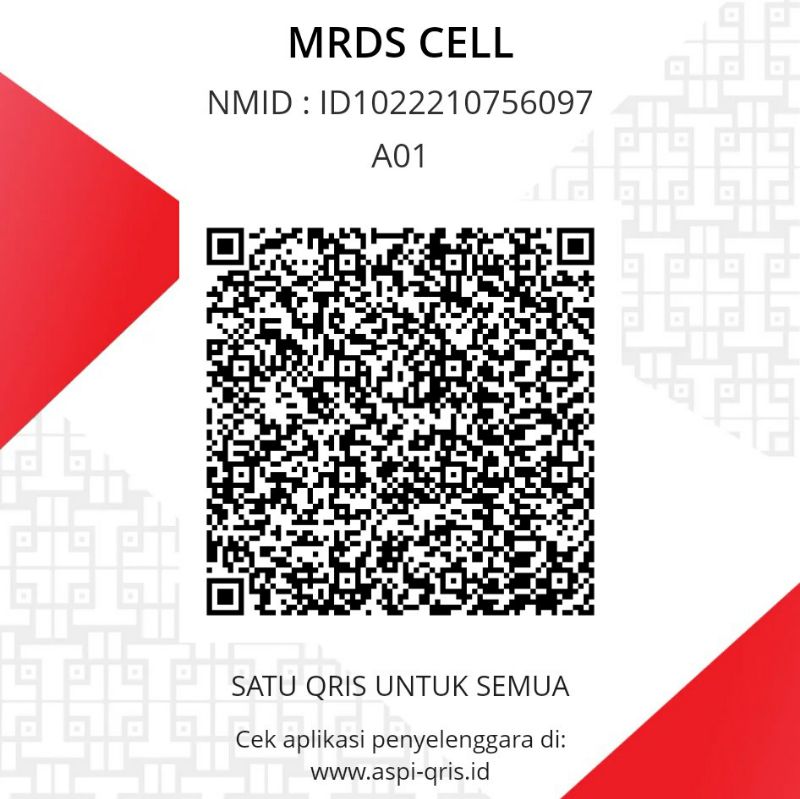 MRDS CELL
NMID : ID1022210756097
A01
SATU QRIS UNTUK SEMUA
Cek aplikasi penyelenggara di:
www.aspi-qris.id